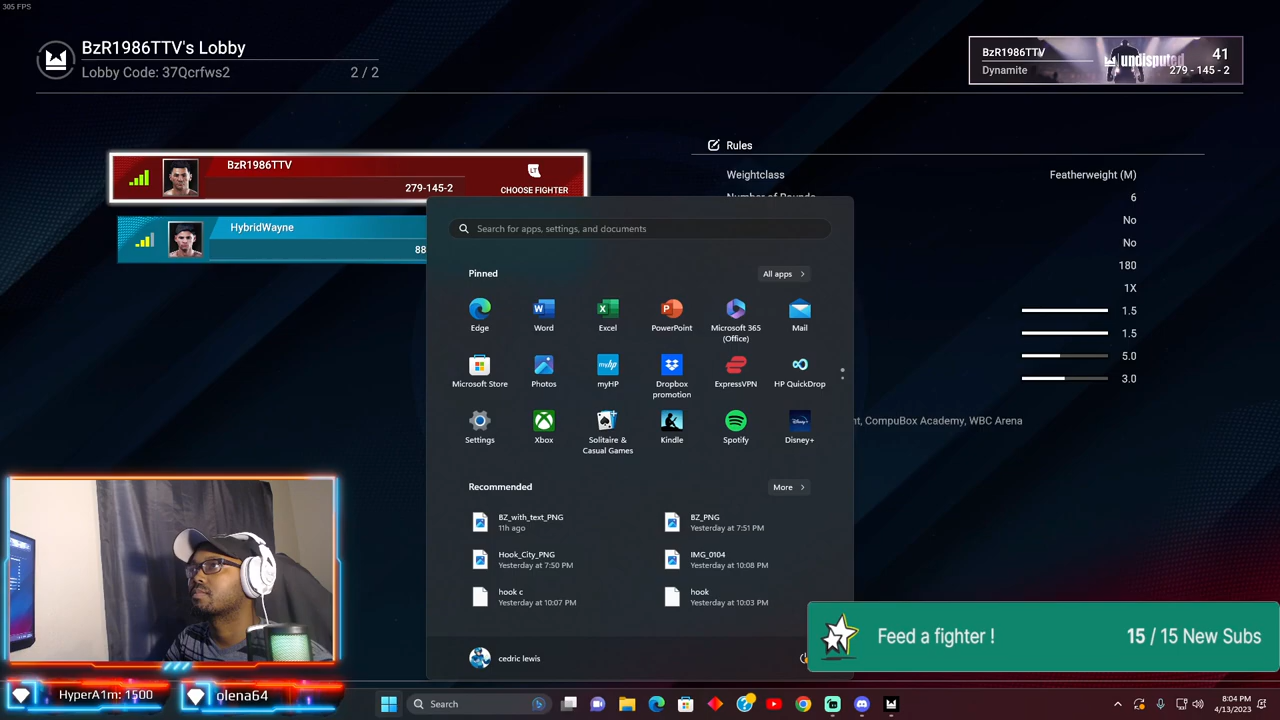 305 FPS
BzR1986TTV's Lobby
Lobby Code: 37Qcrfws2
2 / 2
BzR1986TTV
Dynamite
undisputed
41
279 - 145 - 2
BzR1986TTV
279-145-2
LT
CHOOSE FIGHTER
HybridWayne
88
Rules
Weightclass
Featherweight (M)
Number of Rounds
6
No
No
180
1X
1.5
1.5
5.0
3.0
nt, CompuBox Academy, WBC Arena
Search for apps, settings, and documents
Pinned
All apps
Edge
Word
Excel
PowerPoint
Microsoft 365
(Office)
Mail
Microsoft Store
Photos
myHP
Dropbox
promotion
ExpressVPN
HP QuickDrop
Settings
Xbox
Solitaire &
Casual Games
Kindle
Spotify
Disney+
Recommended
More
BZ_with_text_PNG
11h ago
BZ_PNG
Yesterday at 7:51 PM
Hook_City_PNG
Yesterday at 7:50 PM
IMG_0104
Yesterday at 10:08 PM
hook c
Yesterday at 10:07 PM
hook
Yesterday at 10:03 PM
cedric lewis
Feed a fighter !
15 / 15 New Subs
HyperA1m: 1500
olena64
Search
8:04 PM
4/13/2023